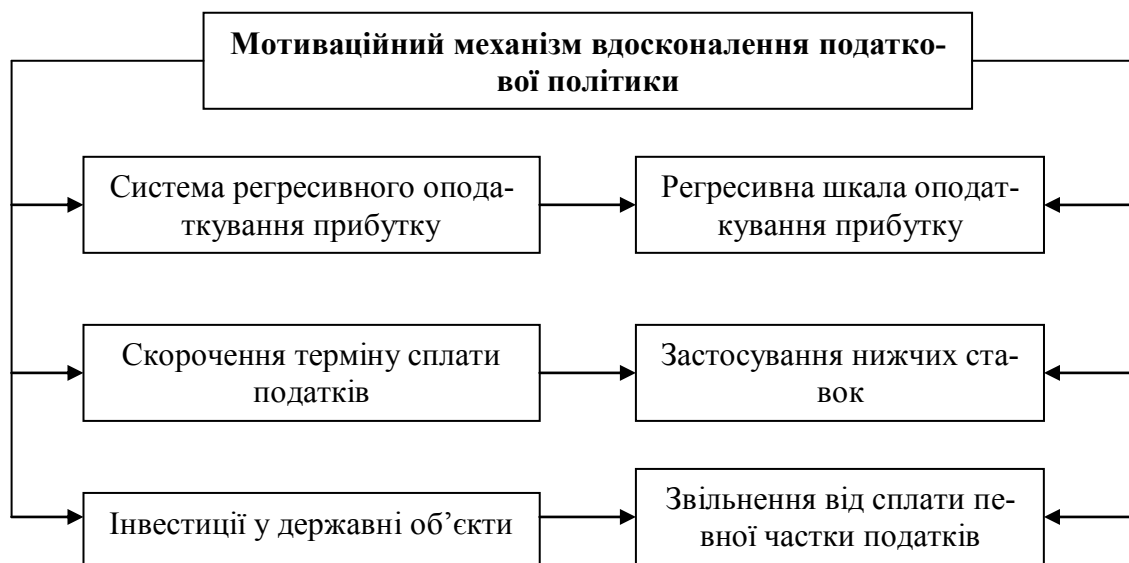 Мотиваційний механізм вдосконалення податко-
вої політики
Система регресивного опода-
ткування прибутку
Регресивна шкала оподат-
кування прибутку
Скорочення терміну сплати
податків
Застосування нижчих ста-
вок
Інвестиції у державні об’єкти
Звільнення від сплати пе-
вної частки податків